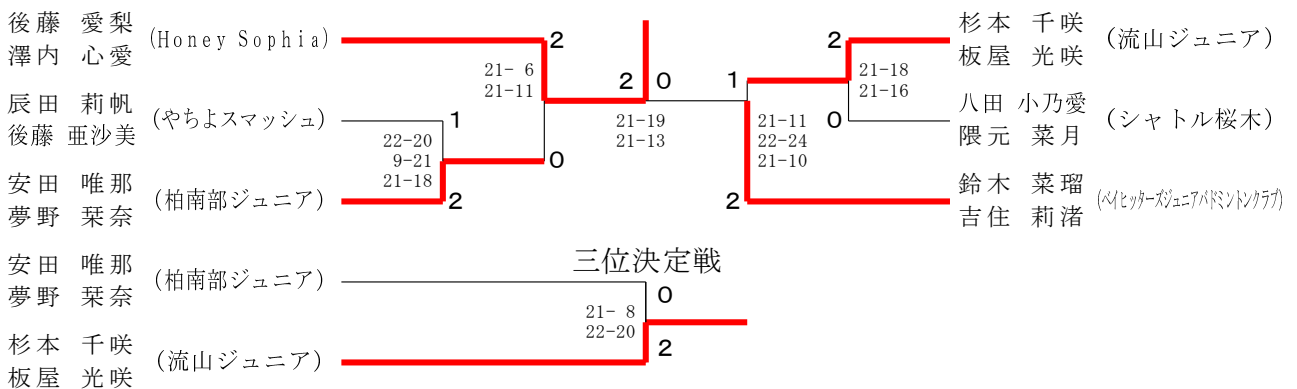 後藤 愛梨
澤内 心愛
(Honey Sophia)
辰田 莉帆
後藤 亜沙美
(やちよスマッシュ)
安田 唯那
夢野 栞奈
(柏南部ジュニア)
2
21- 6
21-11
1
22-20
9-21
21-18
2
0
2 0
21-19
21-13
杉本 千咲
板屋 光咲
(流山ジュニア)
八田 小乃愛
隈元 菜月
(シャトル桜木)
鈴木 菜瑠
吉住 莉渚
(ベイヒッターズジュニアバドミントンクラブ)
2
21-18
21-16
0
1
21-11
22-24
21-10
2
三位決定戦
安田 唯那
夢野 栞奈
(柏南部ジュニア)
杉本 千咲
板屋 光咲
(流山ジュニア)
0
21- 8
22-20
2